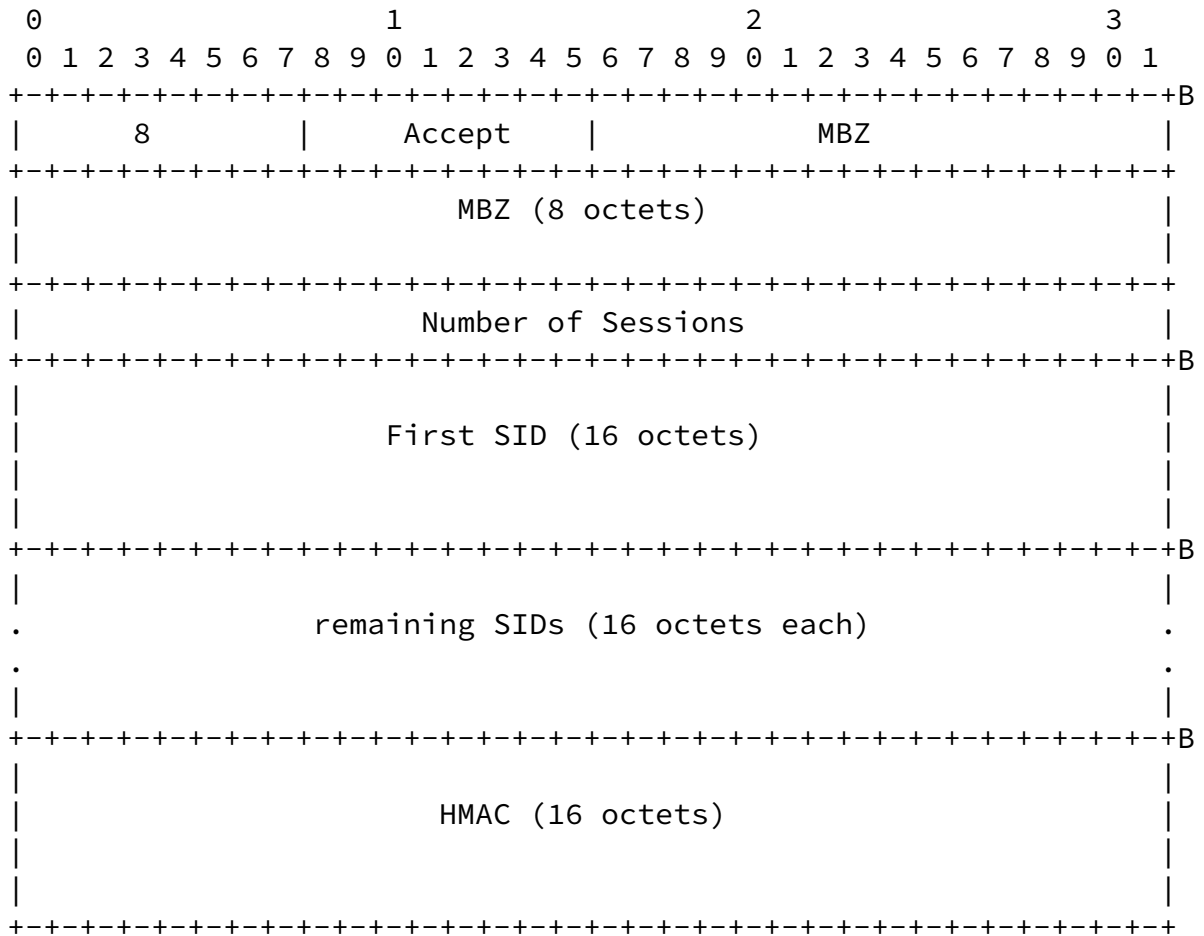 0                   1                   2                   3
 0 1 2 3 4 5 6 7 8 9 0 1 2 3 4 5 6 7 8 9 0 1 2 3 4 5 6 7 8 9 0 1
+-+-+-+-+-+-+-+-+-+-+-+-+-+-+-+-+-+-+-+-+-+-+-+-+-+-+-+-+-+-+-+-+B
|      8        |     Accept    |            MBZ                |
+-+-+-+-+-+-+-+-+-+-+-+-+-+-+-+-+-+-+-+-+-+-+-+-+-+-+-+-+-+-+-+-+
|                        MBZ (8 octets)                         |
|                                                               |
+-+-+-+-+-+-+-+-+-+-+-+-+-+-+-+-+-+-+-+-+-+-+-+-+-+-+-+-+-+-+-+-+
|                      Number of Sessions                       |
+-+-+-+-+-+-+-+-+-+-+-+-+-+-+-+-+-+-+-+-+-+-+-+-+-+-+-+-+-+-+-+-+B
|                                                               |
|                    First SID (16 octets)                      |
|                                                               |
|                                                               |
+-+-+-+-+-+-+-+-+-+-+-+-+-+-+-+-+-+-+-+-+-+-+-+-+-+-+-+-+-+-+-+-+B
|                                                               |
.                remaining SIDs (16 octets each)                .
.                                                               .
|                                                               |
+-+-+-+-+-+-+-+-+-+-+-+-+-+-+-+-+-+-+-+-+-+-+-+-+-+-+-+-+-+-+-+-+B
|                                                               |
|                       HMAC (16 octets)                        |
|                                                               |
|                                                               |
+-+-+-+-+-+-+-+-+-+-+-+-+-+-+-+-+-+-+-+-+-+-+-+-+-+-+-+-+-+-+-+-+